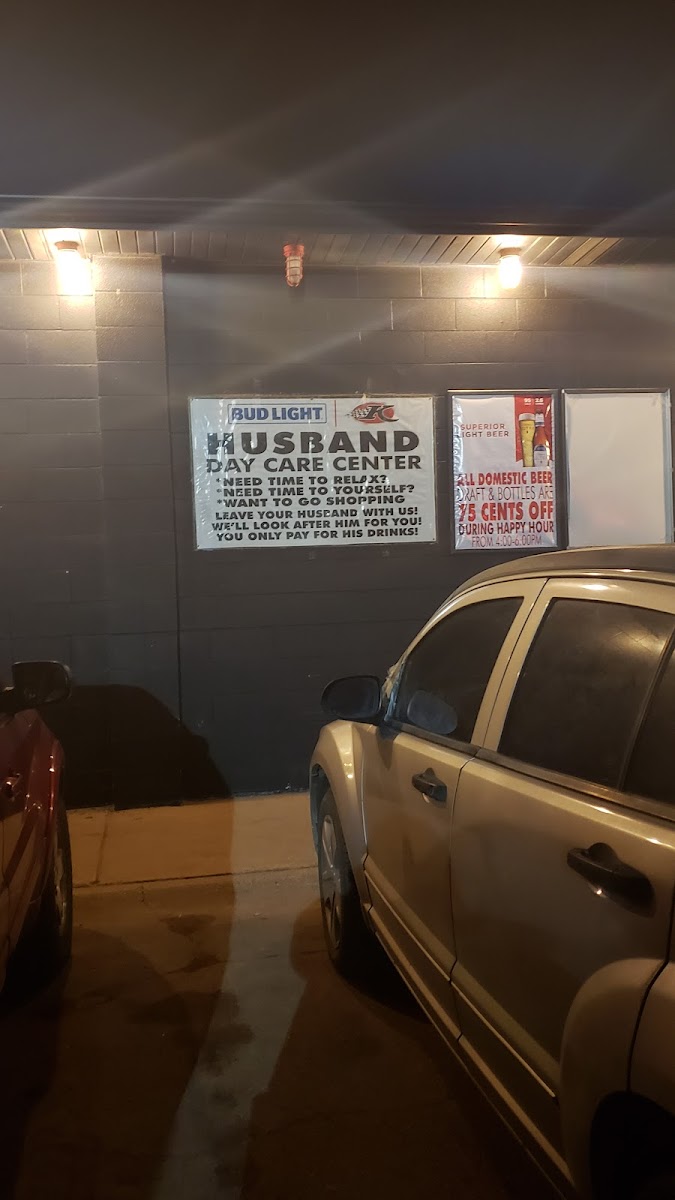 BUD LIGHT
HUSBAND
DAY CARE CENTER
*NEED TIME TO RELAX?
*NEED TIME TO YOURSELF?
*WANT TO GO SHOPPING
LEAVE YOUR HUSBAND WITH US!
WE'LL LOOK AFTER HIM FOR YOU!
YOU ONLY PAY FOR HIS DRINKS!
SUPERIOR
LIGHT BEER
ALL DOMESTIC BEER
DRAFT & BOTTLES ARE
75 CENTS OFF
DURING HAPPY HOUR
FROM 4:00-6:00PM